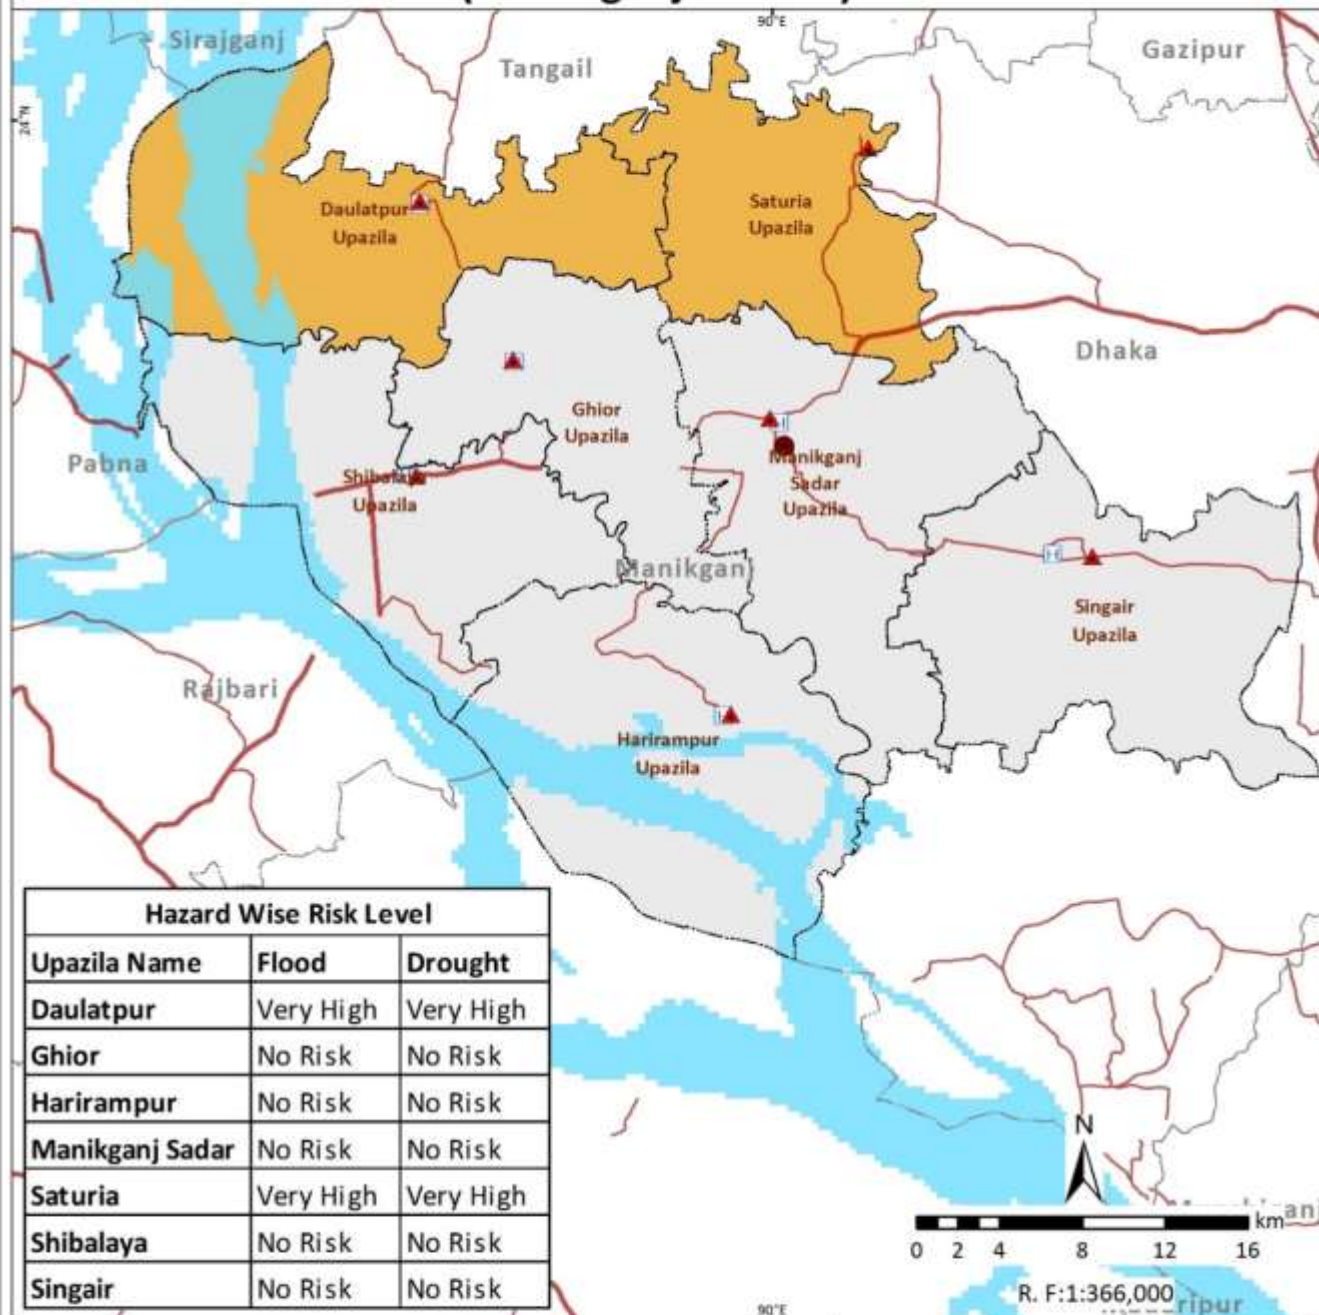 90°E
Sirajganj
Tangail
Gazipur
24°N
Daulatpur
Upazila
Saturia
Upazila
Dhaka
Ghior
Upazila
Pabna
Shibalaya
Upazila
Manikganj
Sadar
Upazila
Manikganj
H
Singair
Upazila
Rajbari
Harirampur
Upazila
Hazard Wise Risk Level
Upazila Name Flood Drought
Daulatpur Very High Very High
Ghior No Risk No Risk
Harirampur No Risk No Risk
Manikganj Sadar No Risk No Risk
Saturia Very High Very High
Shibalaya No Risk No Risk
Singair No Risk No Risk
N
km
0 2 4 8 12 16
R. F:1:366,000
90°E